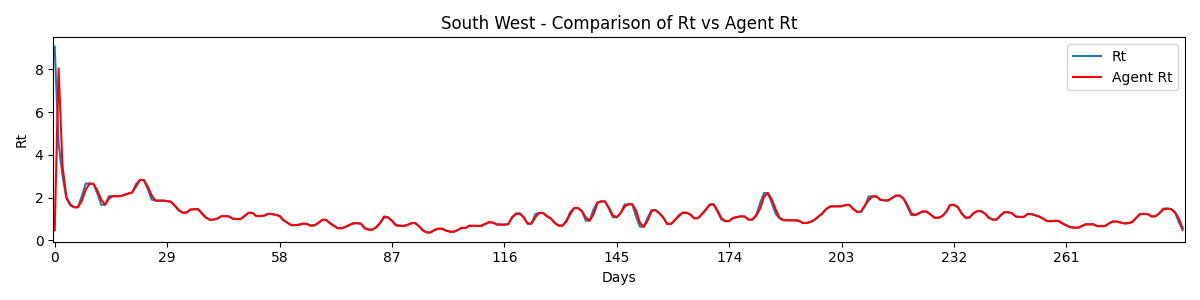 South West - Comparison of Rt vs Agent Rt
Rt
Agent Rt
Rt
8
6
4
2
0
0 29 58 87 116 145 174 203 232 261
Days